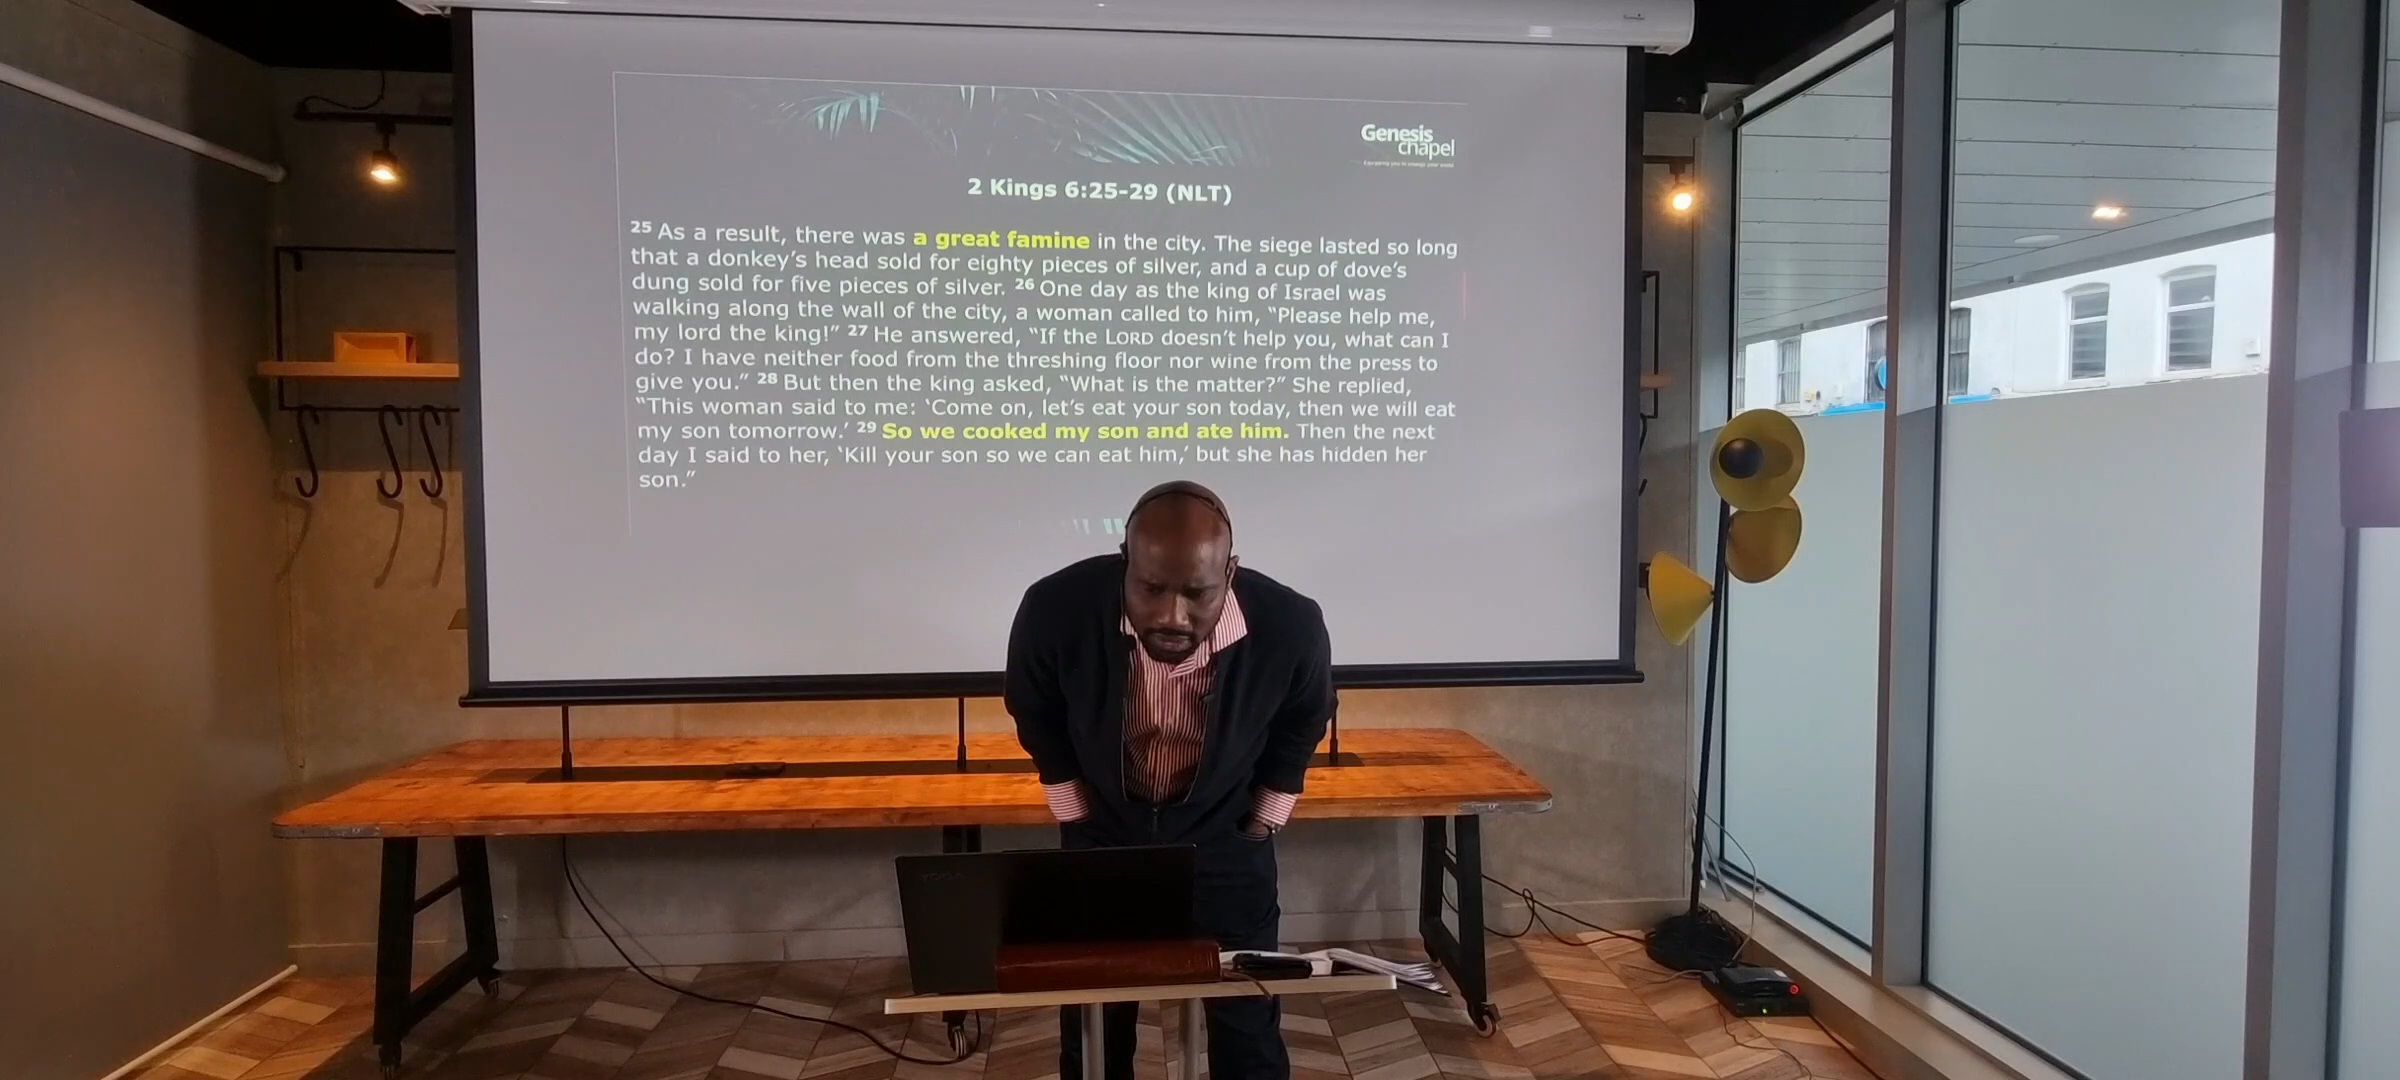 Genesis
chapel
Equipping you to change your world
2 Kings 6:25-29 (NLT)
25 As a result, there was a great famine in the city. The siege lasted so long
that a donkey’s head sold for eighty pieces of silver, and a cup of dove’s
dung sold for five pieces of silver. 26 One day as the king of Israel was
walking along the wall of the city, a woman called to him, “Please help me,
my lord the king!” 27 He answered, “If the LORD doesn’t help you, what can I
do? I have neither food from the threshing floor nor wine from the press to
give you.” 28 But then the king asked, “What is the matter?” She replied,
“This woman said to me: ‘Come on, let’s eat your son today, then we will eat
my son tomorrow.’ 29 So we cooked my son and ate him. Then the next
day I said to her, ‘Kill your son so we can eat him,’ but she has hidden her
son.”
YOGA